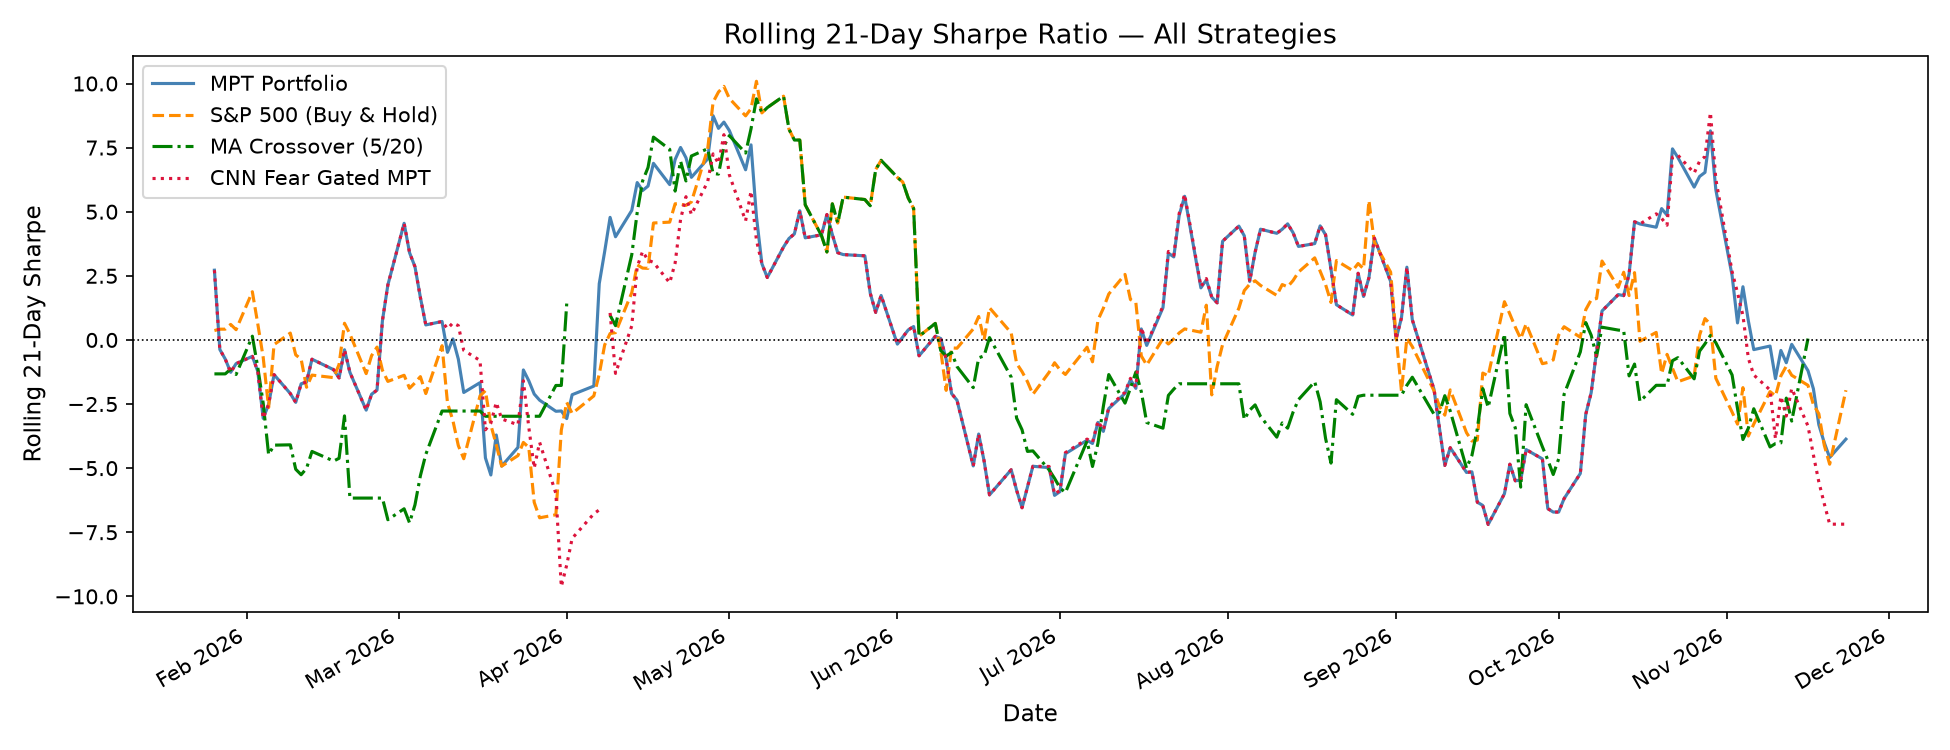 Rolling 21-Day Sharpe Ratio — All Strategies
MPT Portfolio
S&P 500 (Buy & Hold)
MA Crossover (5/20)
CNN Fear Gated MPT
Rolling 21-Day Sharpe
10.0
7.5
5.0
2.5
0.0
−2.5
−5.0
−7.5
−10.0
Feb 2026
Mar 2026
Apr 2026
May 2026
Jun 2026
Jul 2026
Aug 2026
Sep 2026
Oct 2026
Nov 2026
Dec 2026
Date